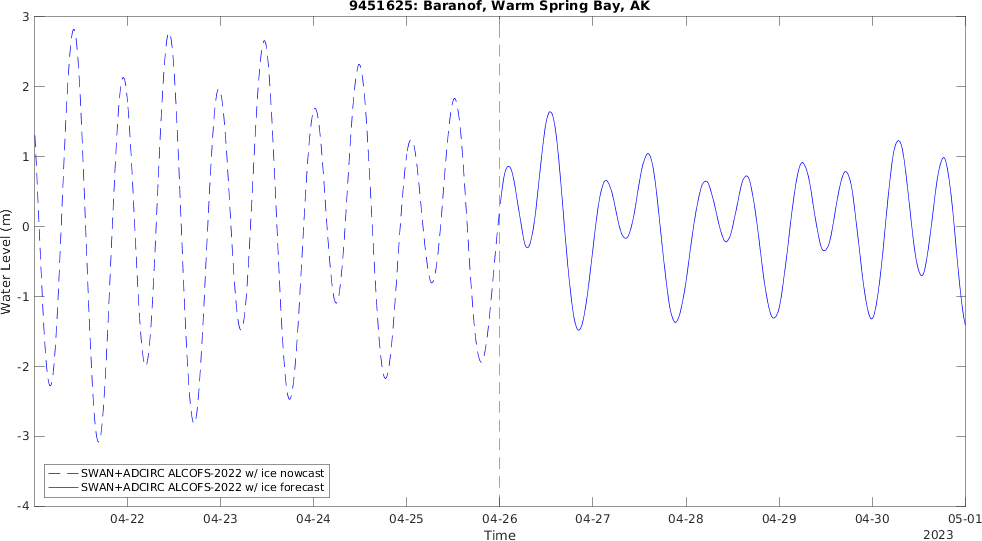 9451625: Baranof, Warm Spring Bay, AK
3
2
1
0
-1
-2
-3
-4
Water Level (m)
SWAN+ADCIRC ALCOFS-2022 w/ ice nowcast
SWAN+ADCIRC ALCOFS-2022 w/ ice forecast
04-22 04-23 04-24 04-25 04-26 04-27 04-28 04-29 04-30 05-01
Time
2023